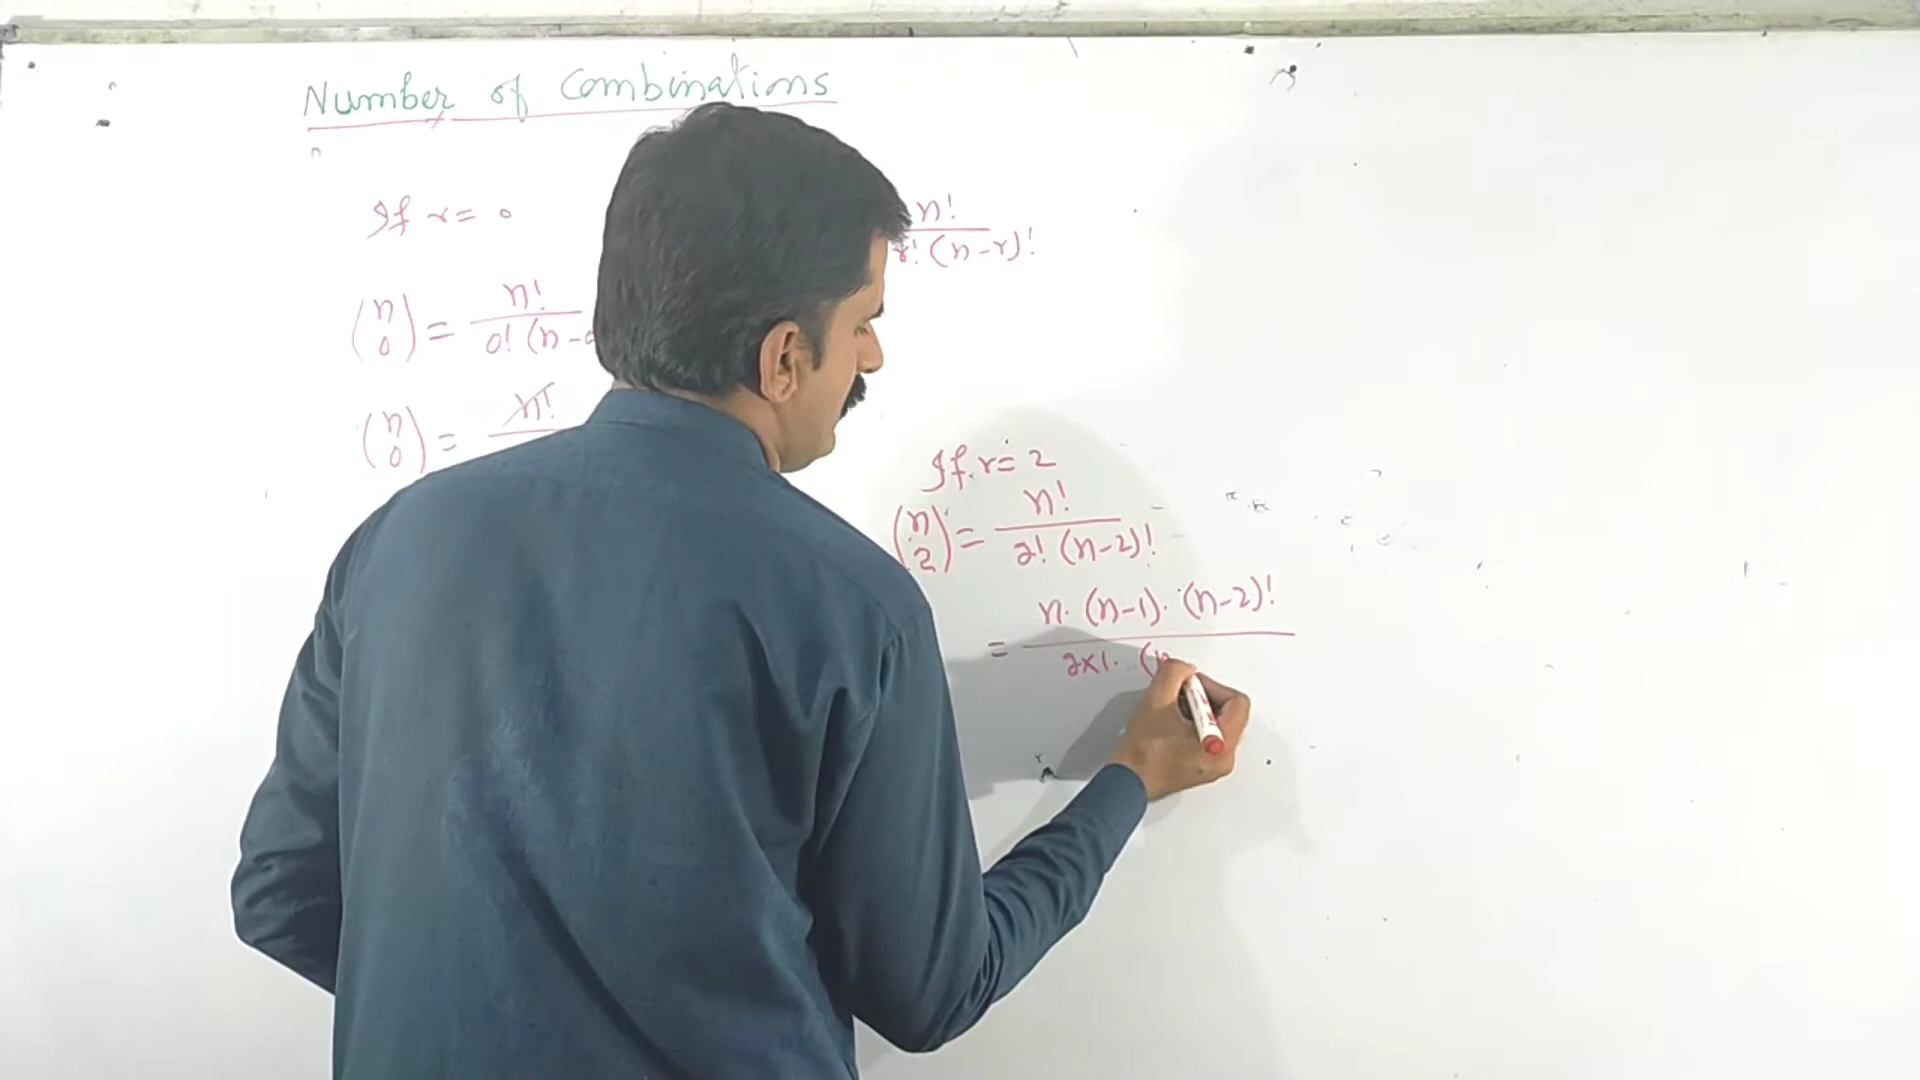 Number of Combinations
If r = 0
n!
r! (n-r)!
(n 0) = n! / 0! (n-
(n 0) = n!
If r = 2
(n 2) = n! / 2! (n-2)!
= n. (n-1). (n-2)! / 2×1. (n